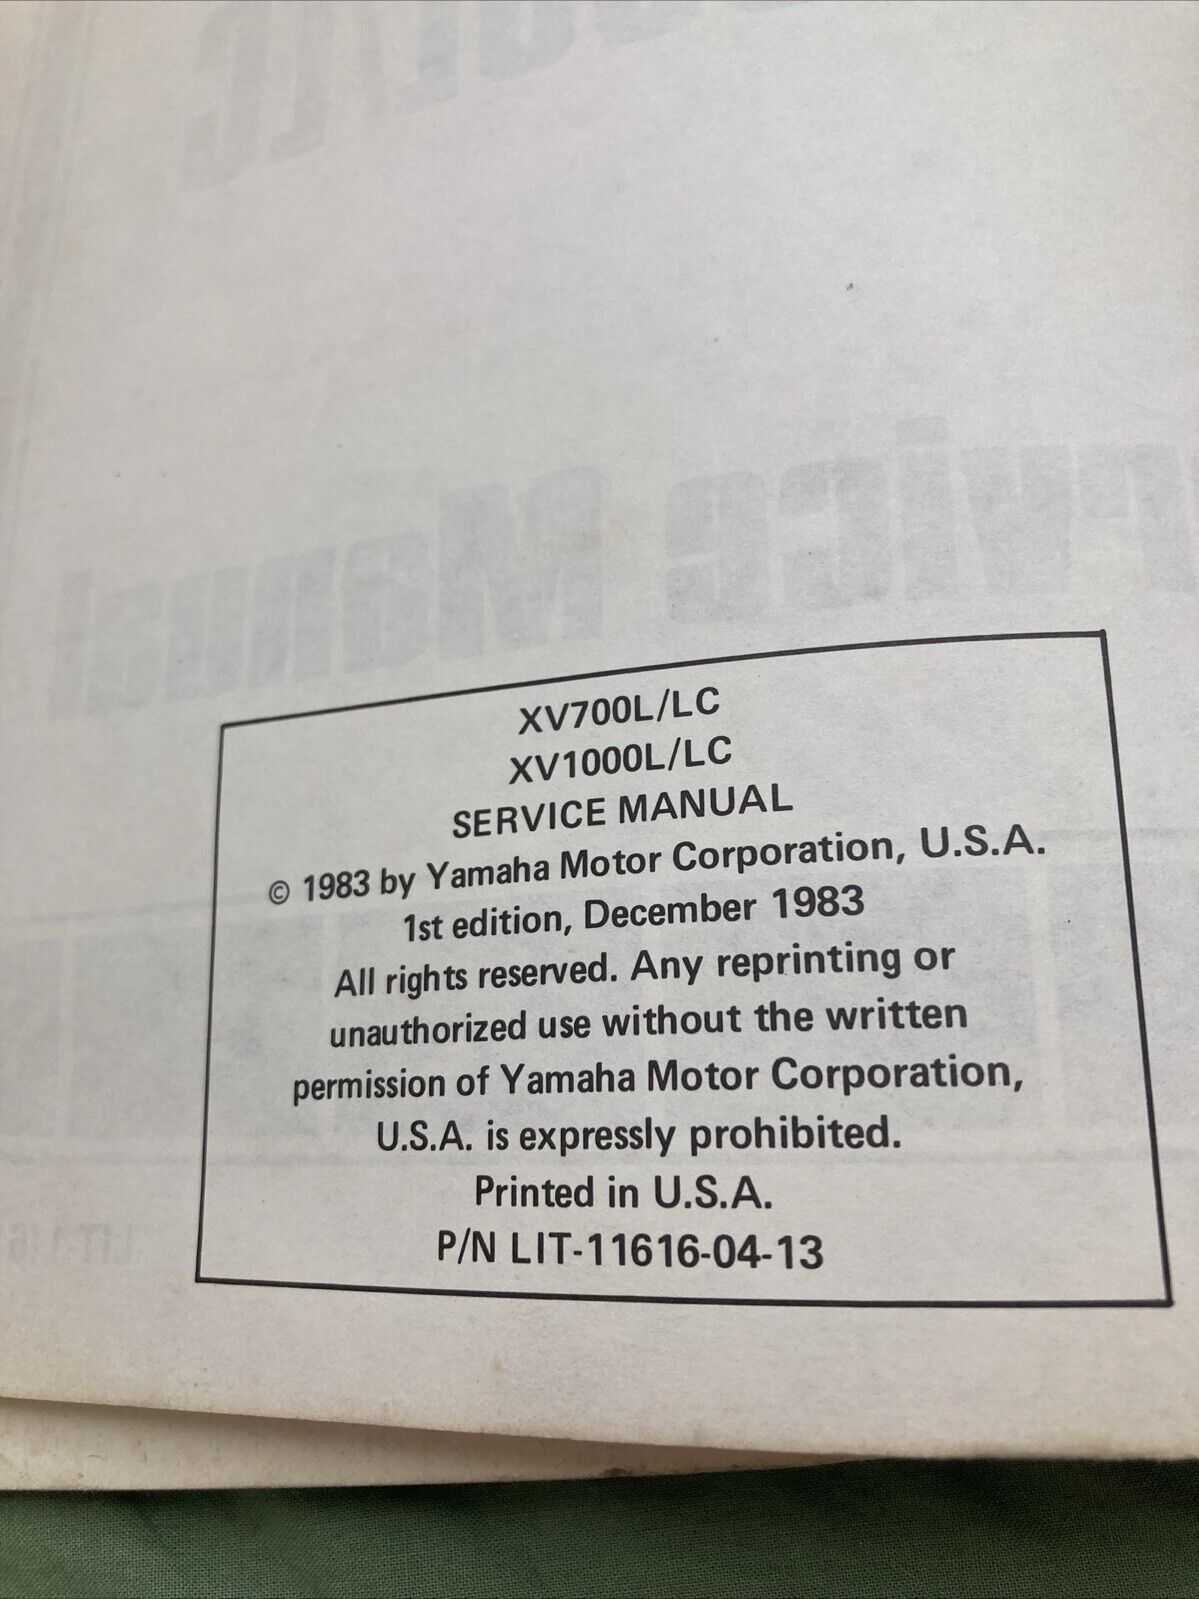 XV700L/LC
XV1000L/LC
SERVICE MANUAL
© 1983 by Yamaha Motor Corporation, U.S.A.
1st edition, December 1983
All rights reserved. Any reprinting or
unauthorized use without the written
permission of Yamaha Motor Corporation,
U.S.A. is expressly prohibited.
Printed in U.S.A.
P/N LIT-11616-04-13